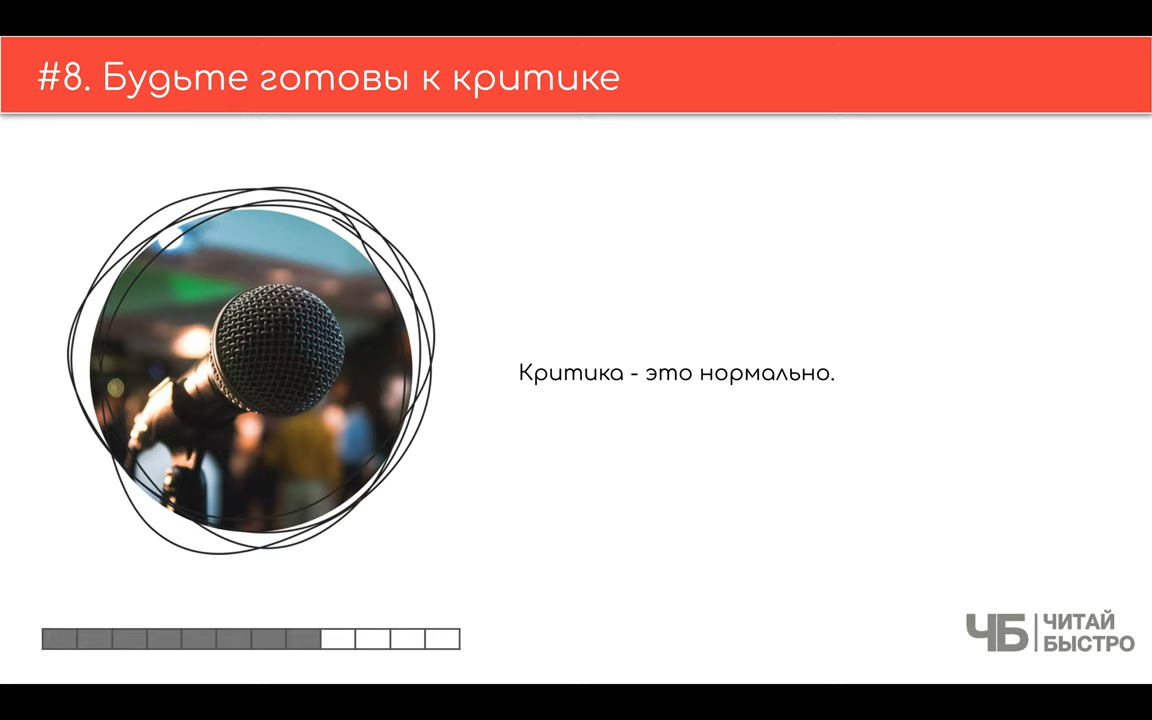 #8. Будьте готовы к критике
Критика - это нормально.
ЧБ
ЧИТАЙ
БЫСТРО